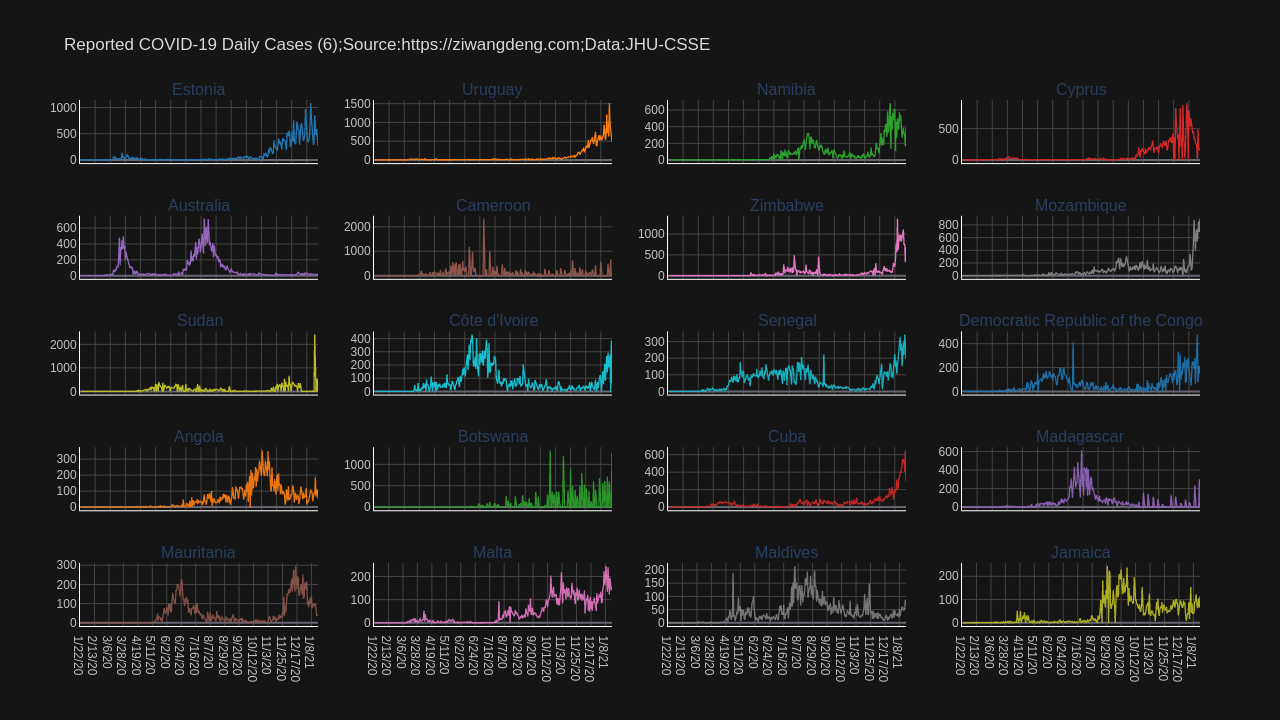 Reported COVID-19 Daily Cases (6);Source:https://ziwangdeng.com;Data:JHU-CSSE
Estonia Uruguay Namibia Cyprus
1000 500 0
1500 1000 500 0
600 400 200 0
500 0
Australia Cameroon Zimbabwe Mozambique
600 400 200 0
2000 1000 0
1000 500 0
800 600 400 200 0
Sudan Côte d'Ivoire Senegal Democratic Republic of the Congo
2000 1000 0
400 300 200 100 0
300 200 100 0
400 200 0
Angola Botswana Cuba Madagascar
300 200 100 0
1000 500 0
600 400 200 0
600 400 200 0
Mauritania Malta Maldives Jamaica
300 200 100 0
200 100 0
200 150 100 50 0
200 100 0
1/22/20 2/13/20 3/6/20 3/28/20 4/19/20 5/11/20 6/2/20 6/24/20 7/16/20 8/7/20 8/29/20 9/20/20 10/12/20 11/3/20 11/25/20 12/17/20 1/8/21
1/22/20 2/13/20 3/6/20 3/28/20 4/19/20 5/11/20 6/2/20 6/24/20 7/16/20 8/7/20 8/29/20 9/20/20 10/12/20 11/3/20 11/25/20 12/17/20 1/8/21
1/22/20 2/13/20 3/6/20 3/28/20 4/19/20 5/11/20 6/2/20 6/24/20 7/16/20 8/7/20 8/29/20 9/20/20 10/12/20 11/3/20 11/25/20 12/17/20 1/8/21
1/22/20 2/13/20 3/6/20 3/28/20 4/19/20 5/11/20 6/2/20 6/24/20 7/16/20 8/7/20 8/29/20 9/20/20 10/12/20 11/3/20 11/25/20 12/17/20 1/8/21